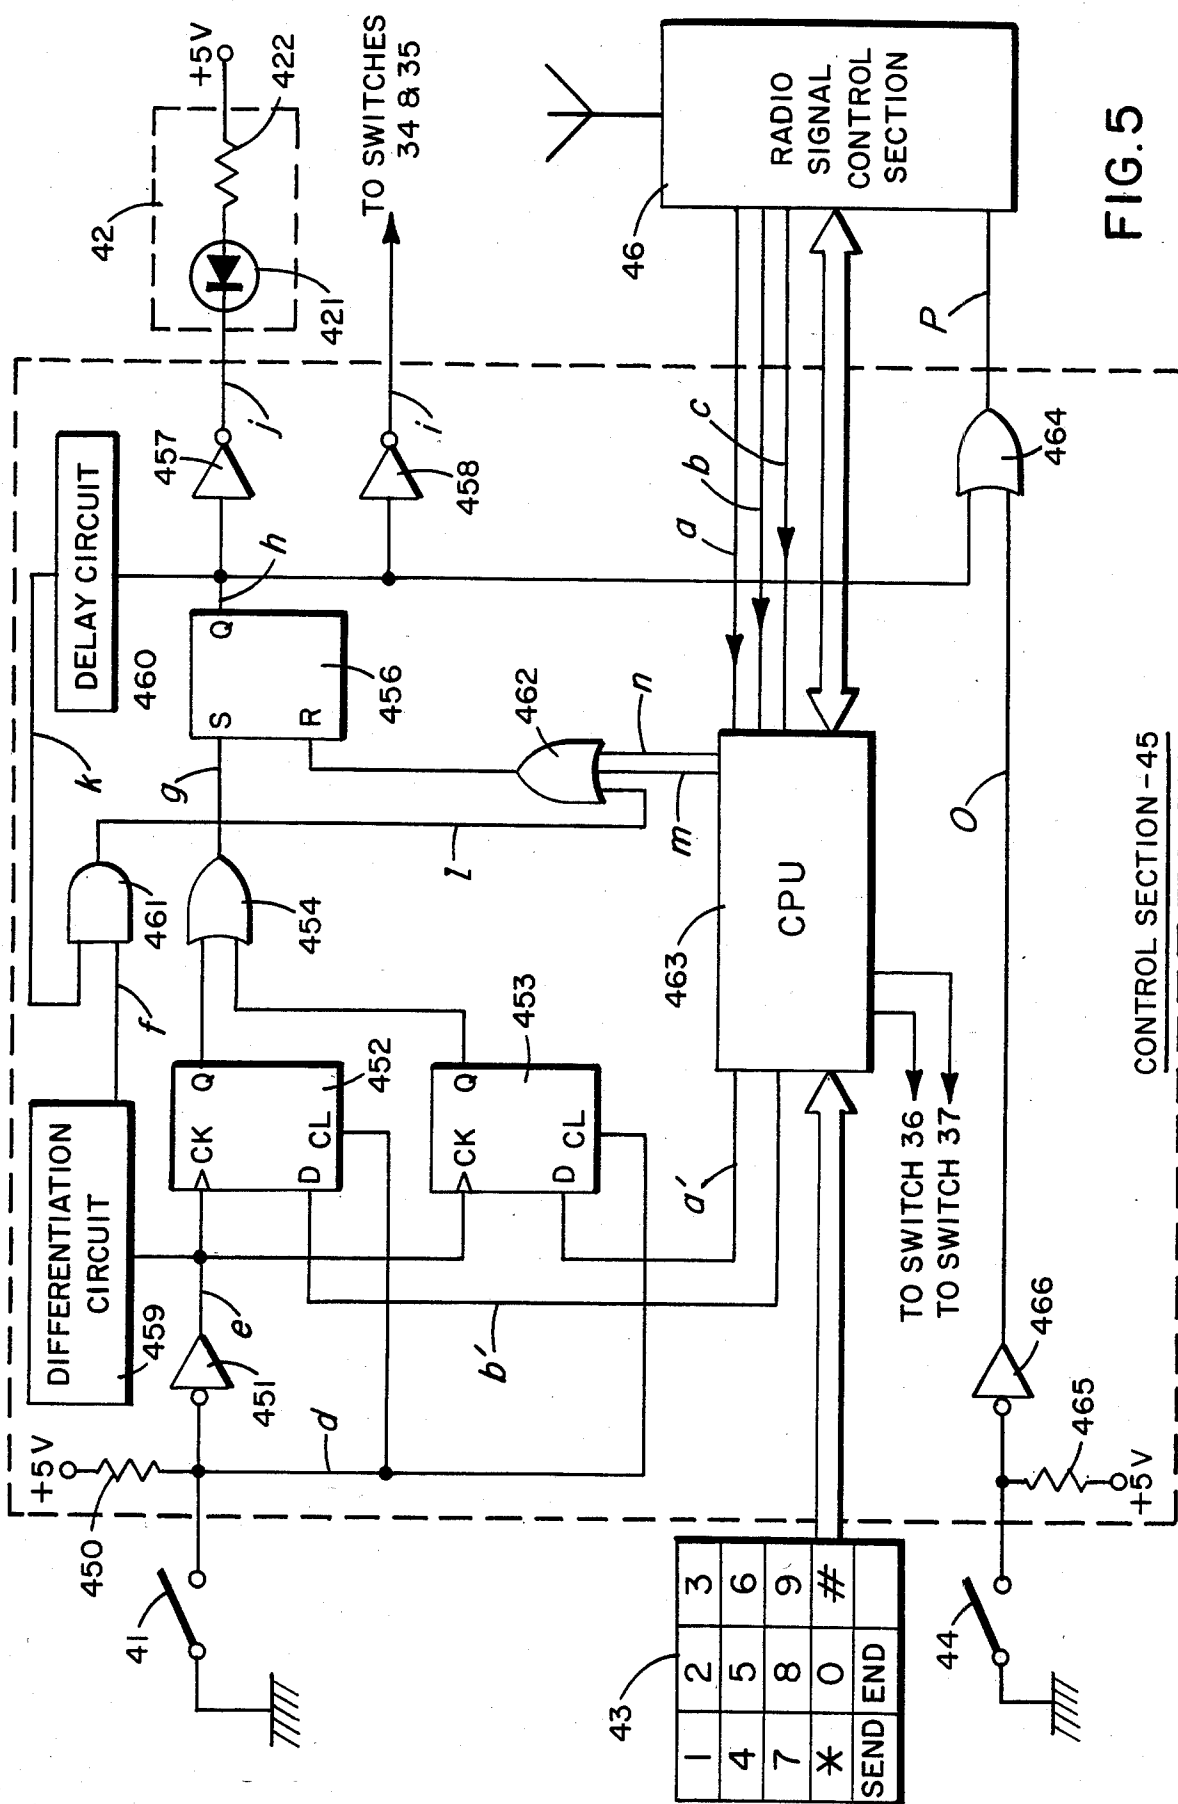 +5V
42
422
421
TO SWITCHES
34 & 35
j
i
457
458
DELAY CIRCUIT
460
k
h
Q
S
R
456
g
461
454
462
l
n
m
f
DIFFERENTIATION
CIRCUIT
459
CK
Q
D
CL
452
CK
Q
D
CL
453
e
451
+5V
450
d
41
b'
a'
a
b
c
46
RADIO
SIGNAL
CONTROL
SECTION
P
464
463
CPU
TO SWITCH 36
TO SWITCH 37
O
43
1 2 3
4 5 6
7 8 9
* 0 #
SEND END
44
466
465
+5V
CONTROL SECTION-45
FIG.5